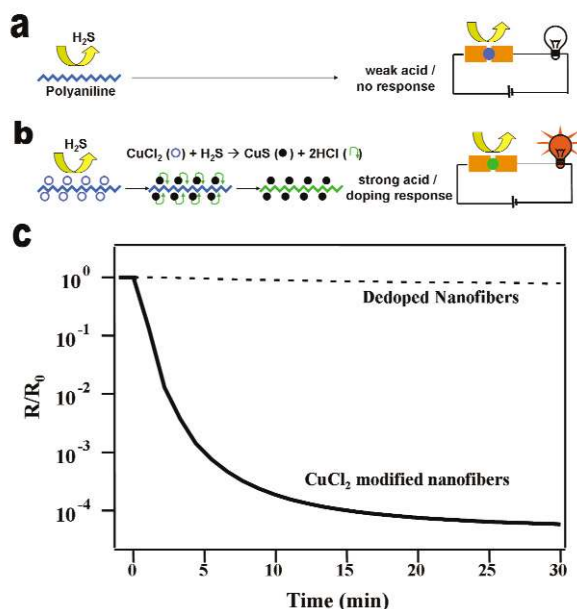 a
H₂S
Polyaniline
weak acid /
no response
b
H₂S
CuCl₂ (○) + H₂S → CuS (●) + 2HCl (↷)
strong acid /
doping response
c
R/R₀
10⁰
10⁻¹
10⁻²
10⁻³
10⁻⁴
Dedoped Nanofibers
CuCl₂ modified nanofibers
0 5 10 15 20 25 30
Time (min)